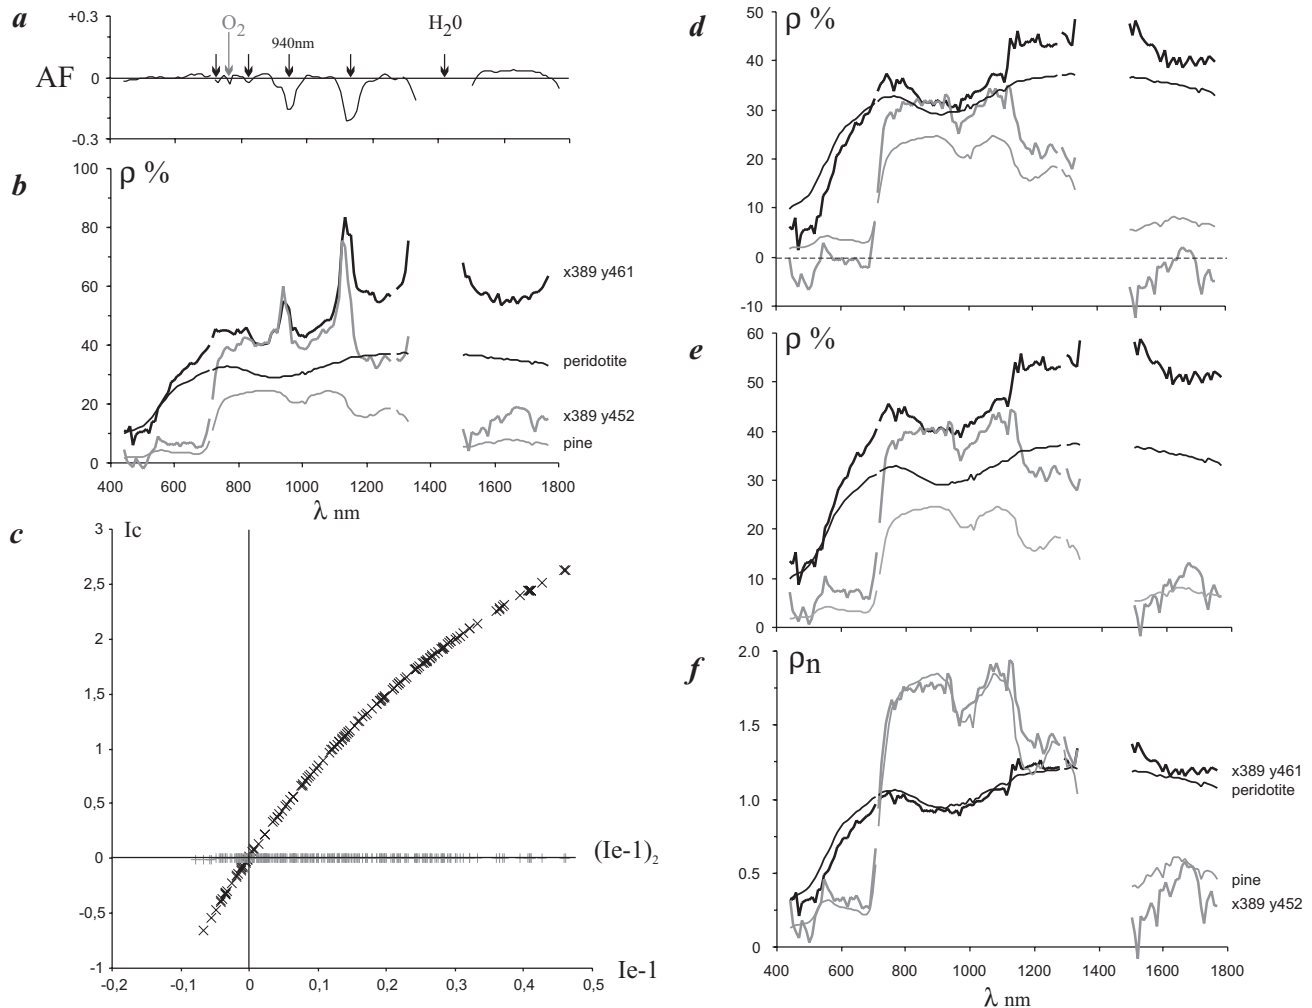 a
+0.3
0
-0.3
AF
O2
940nm
H20
b
ρ %
100
80
60
40
20
0
400 600 800 1000 1200 1400 1600 1800
λ nm
x389 y461
peridotite
x389 y452
pine
c
Ic
3
2,5
2
1,5
1
0,5
0
-0,5
-1
-0,2 -0,1 0 0,1 0,2 0,3 0,4 0,5
(Ie-1)2
Ie-1
d
ρ %
50
40
30
20
10
0
-10
e
ρ %
60
50
40
30
20
10
0
f
ρn
2.0
1.5
1.0
0.5
0
400 600 800 1000 1200 1400 1600 1800
λ nm
x389 y461
peridotite
pine
x389 y452